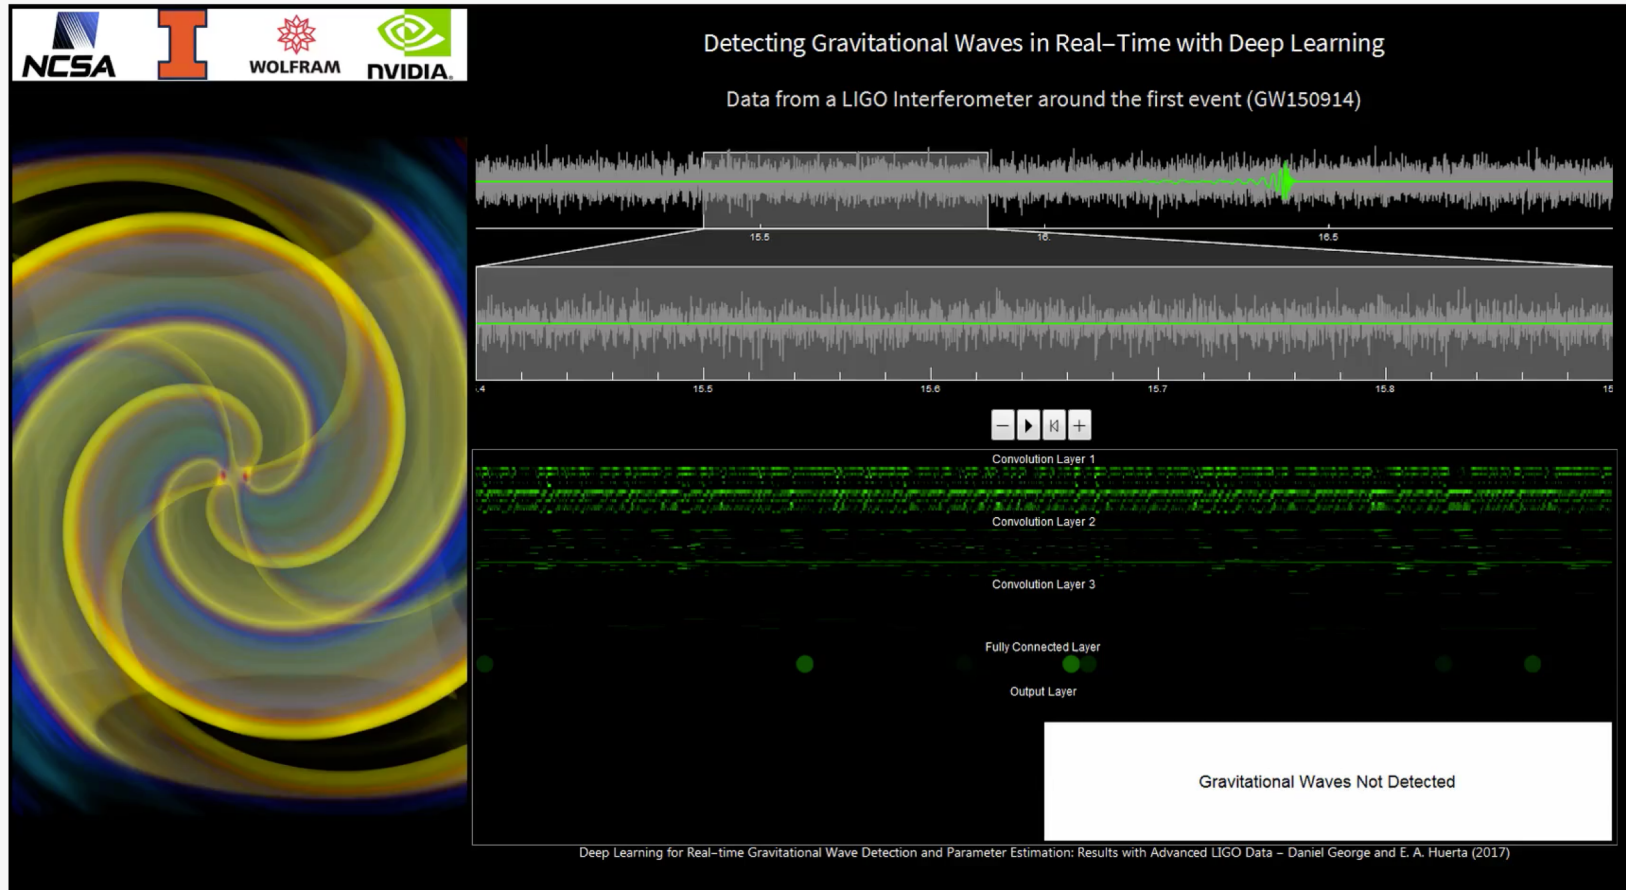 NCSA
WOLFRAM
NVIDIA.
Detecting Gravitational Waves in Real–Time with Deep Learning
Data from a LIGO Interferometer around the first event (GW150914)
15.5 16. 16.5
.4 15.5 15.6 15.7 15.8 15
Convolution Layer 1
Convolution Layer 2
Convolution Layer 3
Fully Connected Layer
Output Layer
Gravitational Waves Not Detected
Deep Learning for Real–time Gravitational Wave Detection and Parameter Estimation: Results with Advanced LIGO Data – Daniel George and E. A. Huerta (2017)